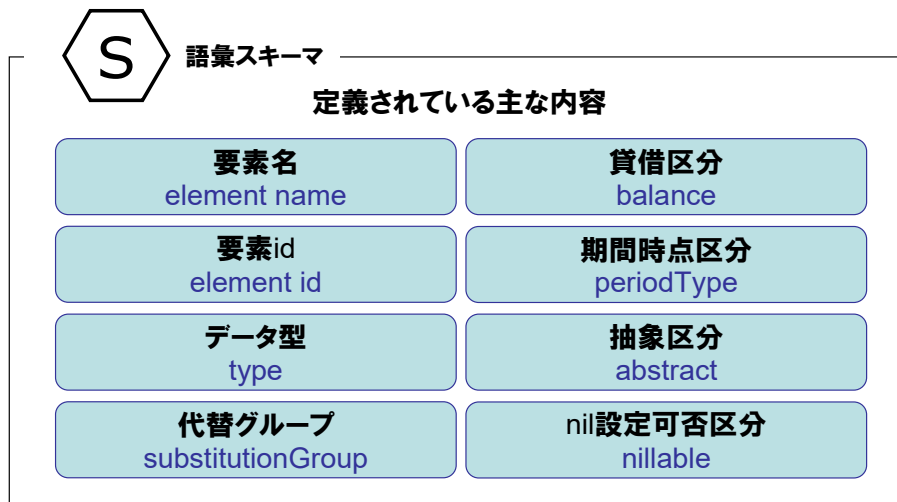 S
語彙スキーマ
定義されている主な内容
要素名
element name
貸借区分
balance
要素id
element id
期間時点区分
periodType
データ型
type
抽象区分
abstract
代替グループ
substitutionGroup
nil設定可否区分
nillable